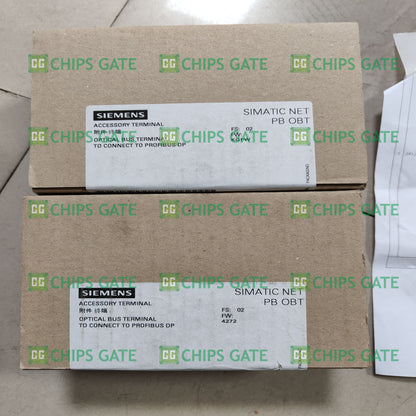 SIEMENS
SIMATIC NET
PB OBT
ACCESSORY TERMINAL
附件 终端
OPTICAL BUS TERMINAL
TO CONNECT TO PROFIBUS DP
FS: 02
FW:
SIEMENS
SIMATIC NET
PB OBT
ACCESSORY TERMINAL
附件 终端
OPTICAL BUS TERMINAL
TO CONNECT TO PROFIBUS DP
FS: 02
FW:
4272
CG CHIPS GATE